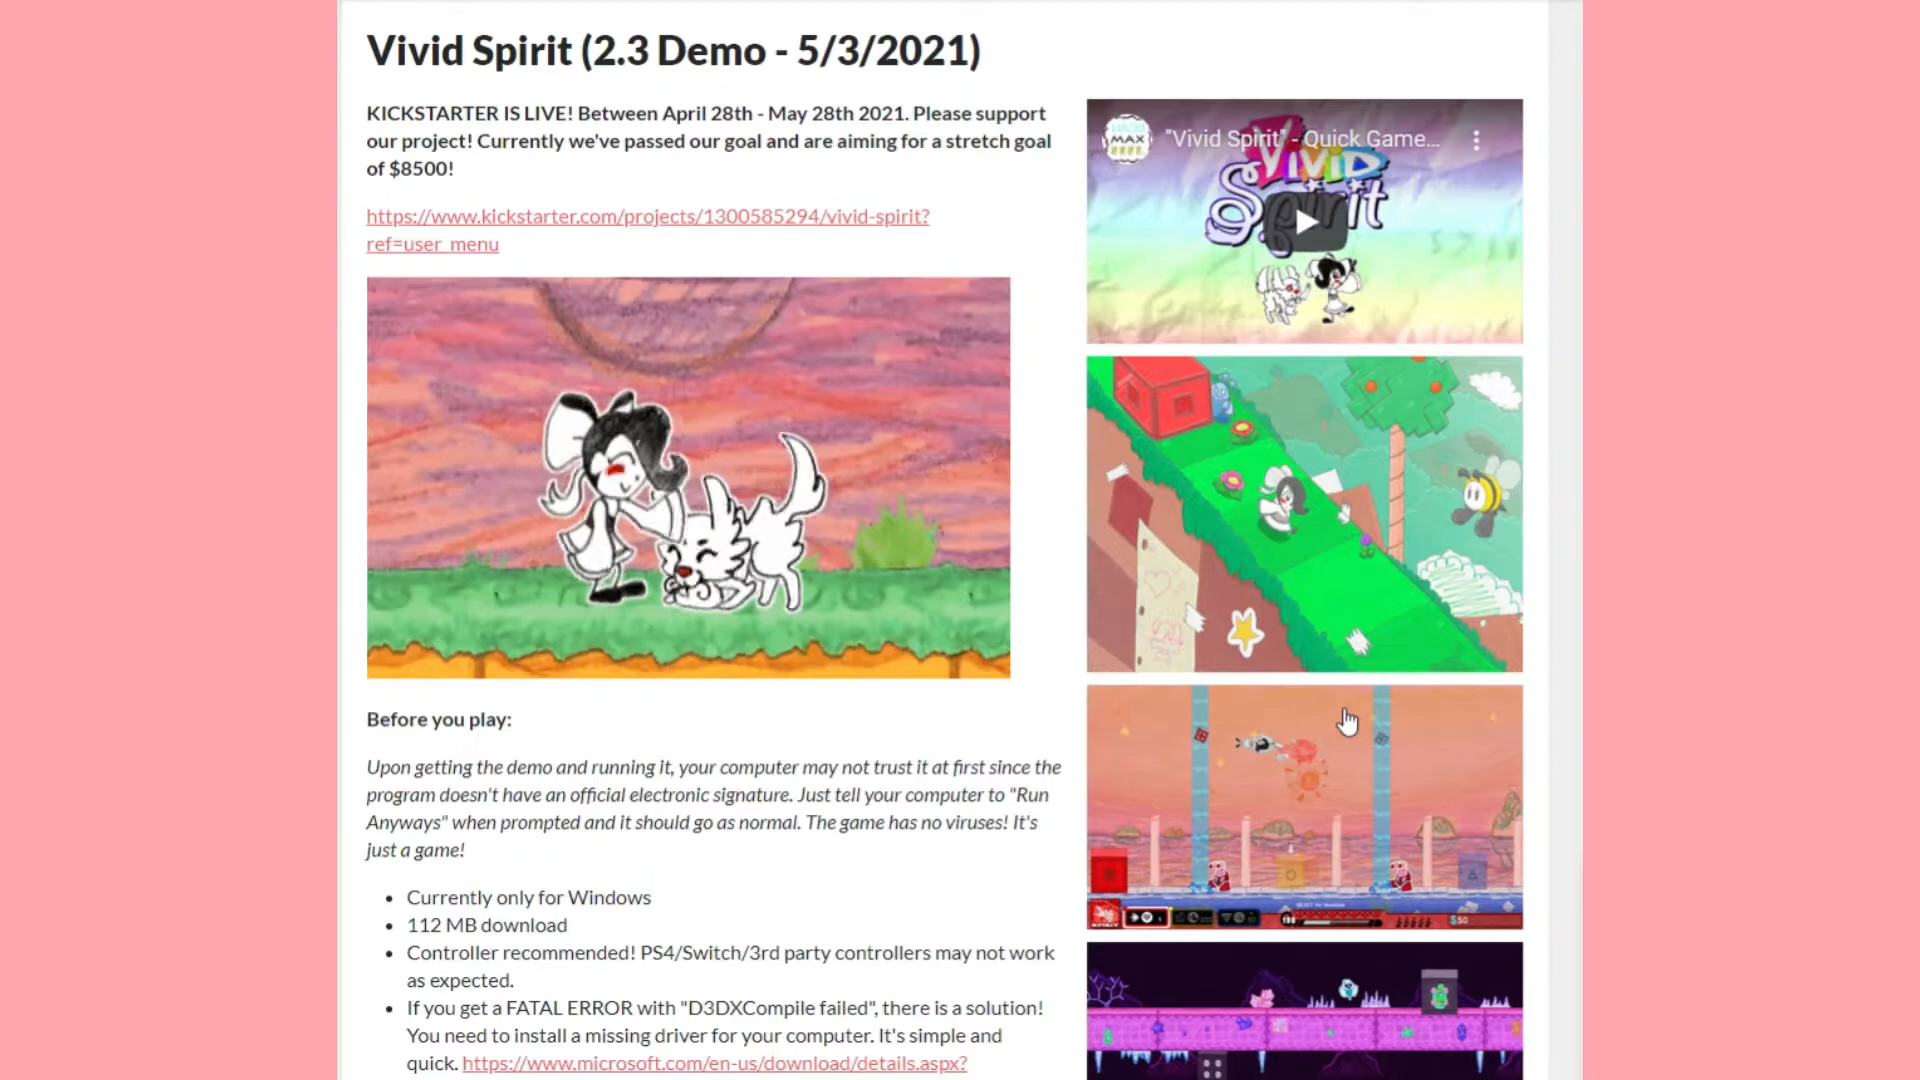 Vivid Spirit (2.3 Demo - 5/3/2021)
KICKSTARTER IS LIVE! Between April 28th - May 28th 2021. Please support
our project! Currently we've passed our goal and are aiming for a stretch goal
of $8500!
https://www.kickstarter.com/projects/1300585294/vivid-spirit?
ref=user_menu
MAX
"Vivid Spirit" - Quick Game...
ViViD
Spirit
Before you play:
Upon getting the demo and running it, your computer may not trust it at first since the
program doesn't have an official electronic signature. Just tell your computer to "Run
Anyways" when prompted and it should go as normal. The game has no viruses! It's
just a game!
• Currently only for Windows
• 112 MB download
• Controller recommended! PS4/Switch/3rd party controllers may not work
as expected.
• If you get a FATAL ERROR with "D3DXCompile failed", there is a solution!
You need to install a missing driver for your computer. It's simple and
quick. https://www.microsoft.com/en-us/download/details.aspx?
$50